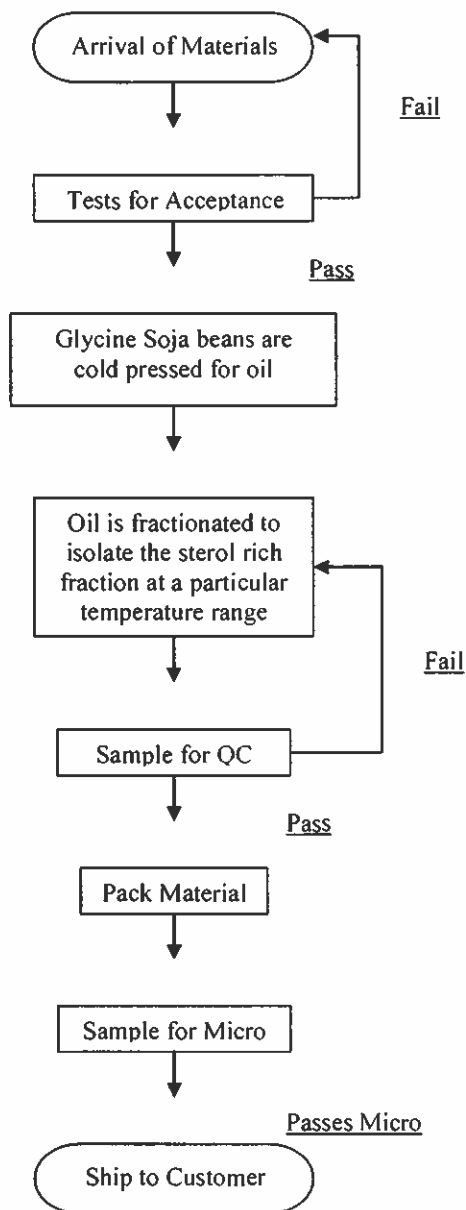 Arrival of Materials
Fail
Tests for Acceptance
Pass
Glycine Soja beans are
cold pressed for oil
Oil is fractionated to
isolate the sterol rich
fraction at a particular
temperature range
Fail
Sample for QC
Pass
Pack Material
Sample for Micro
Passes Micro
Ship to Customer